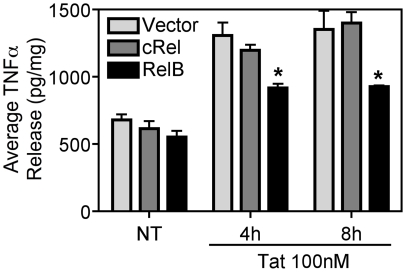 Average TNFα
Release (pg/mg)
1500
1000
500
0
Vector
cRel
RelB
*
*
NT
4h
8h
Tat 100nM